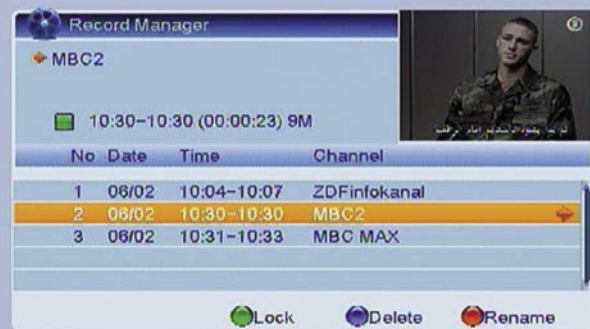 Record Manager
MBC2
10:30-10:30 (00:00:23) 9M
No Date Time Channel
1 06/02 10:04-10:07 ZDFinfokanal
2 06/02 10:30-10:30 MBC2
3 06/02 10:31-10:33 MBC MAX
Lock Delete Rename